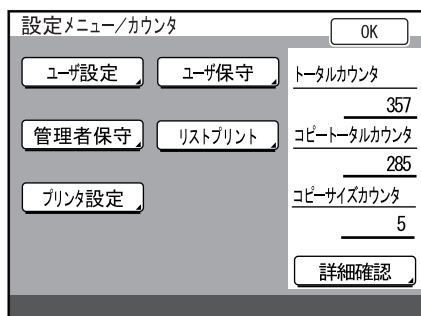 設定メニュー/カウンタ
OK
ユーザ設定
ユーザ保守
管理者保守
リストプリント
プリンタ設定
トータルカウンタ
357
コピートータルカウンタ
285
コピーサイズカウンタ
5
詳細確認